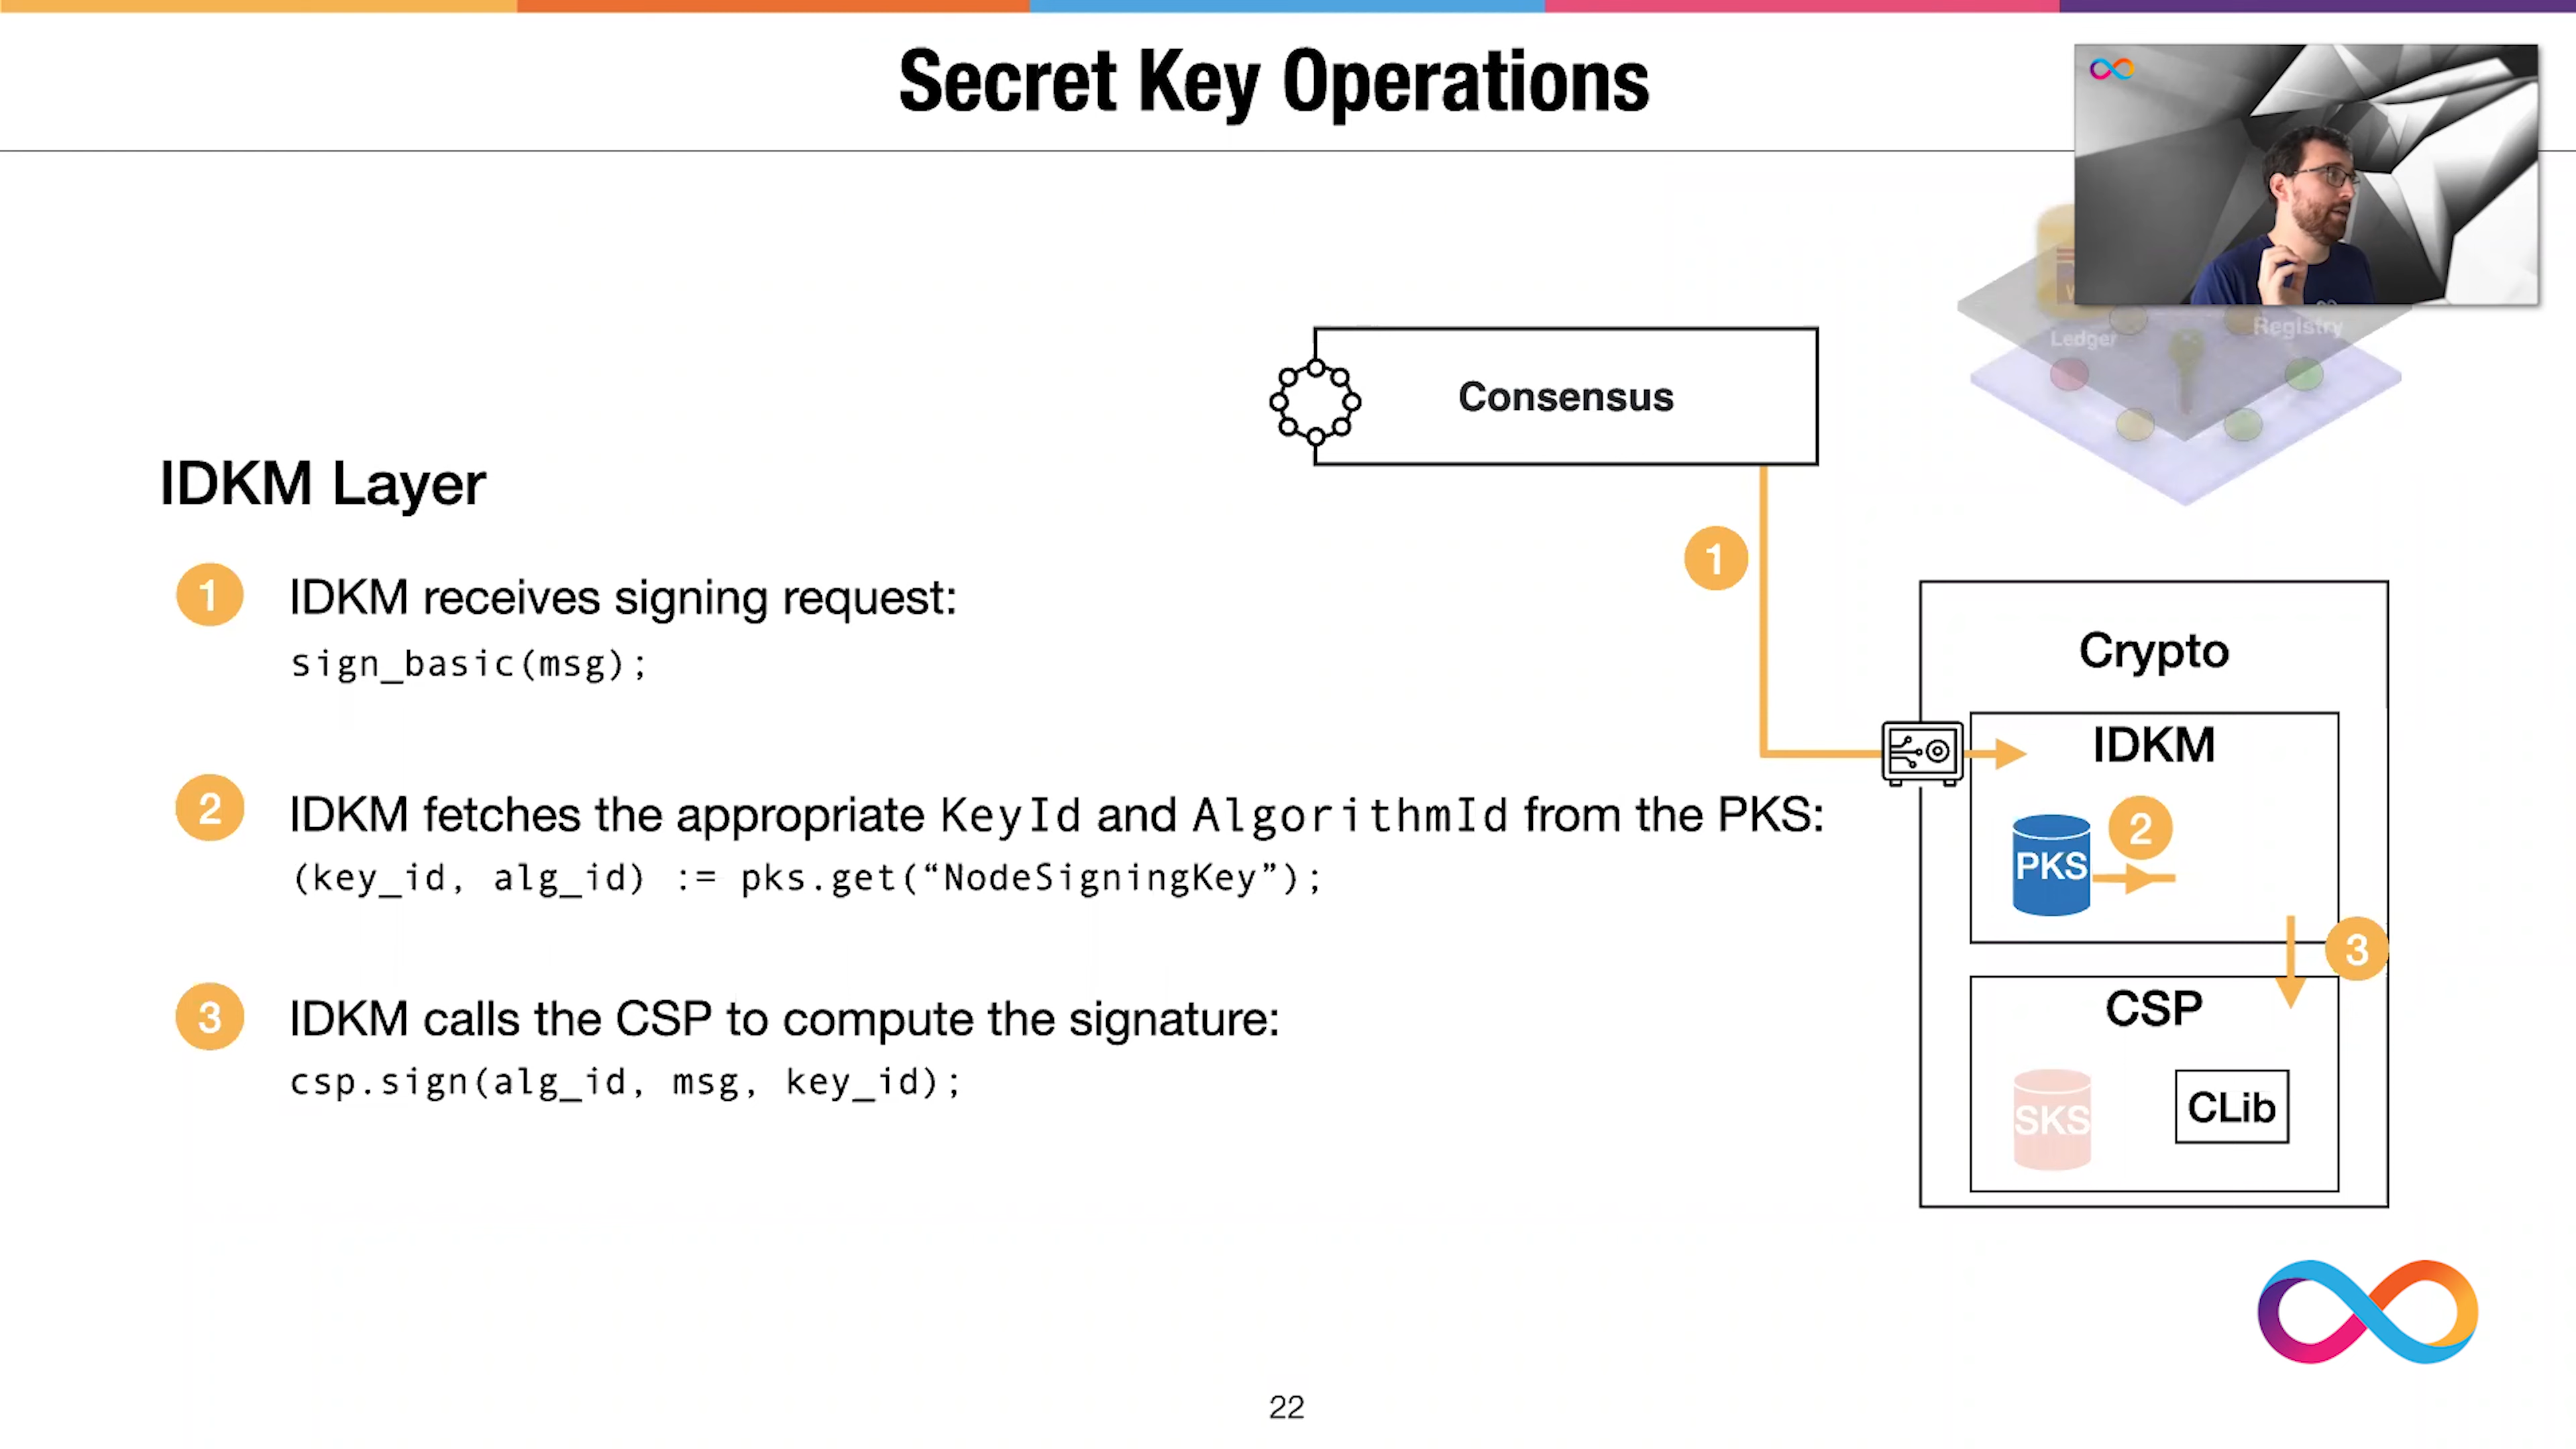 Secret Key Operations
Ledger
Registry
Consensus
IDKM Layer
1
1
IDKM receives signing request:
sign_basic(msg);
Crypto
IDKM
2
IDKM fetches the appropriate KeyId and AlgorithmId from the PKS:
(key_id, alg_id) := pks.get(“NodeSigningKey”);
2
PKS
3
3
IDKM calls the CSP to compute the signature:
csp.sign(alg_id, msg, key_id);
CSP
SKS
CLib
22